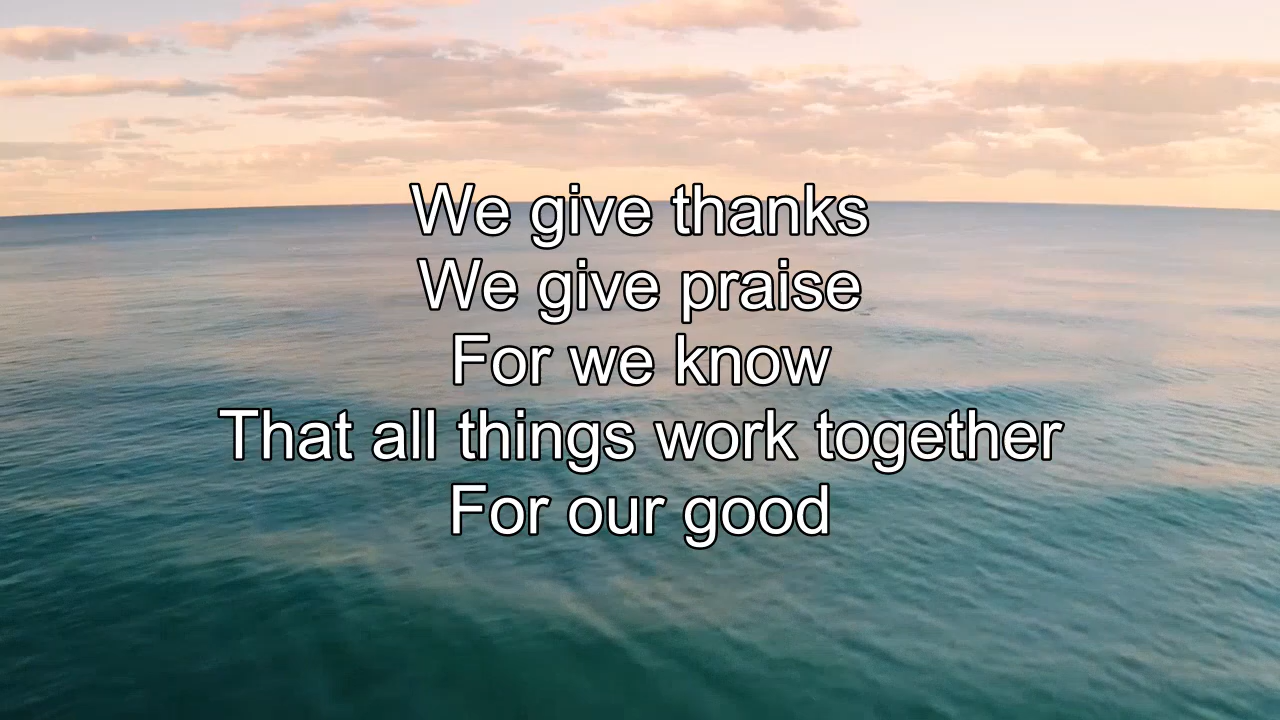 We give thanks
We give praise
For we know
That all things work together
For our good